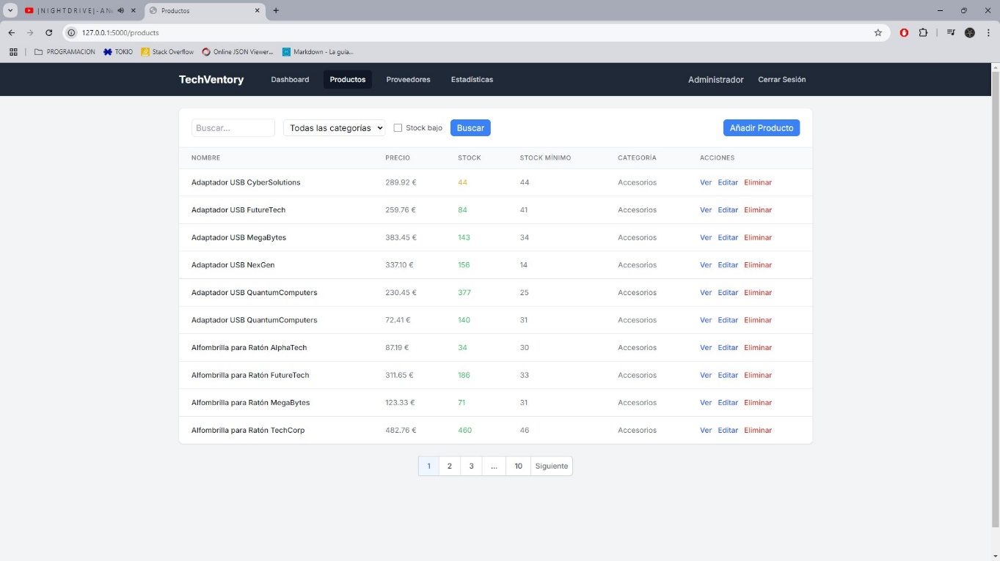 |NIGHTDRIVE|-AN
Productos
127.0.0.1:5000/products
PROGRAMACION TOKIO Stack Overflow Online JSON Viewer... Markdown - La guía...
TechVentory Dashboard Productos Proveedores Estadísticas Administrador Cerrar Sesión
Buscar... Todas las categorías Stock bajo Buscar Añadir Producto
NOMBRE PRECIO STOCK STOCK MÍNIMO CATEGORÍA ACCIONES
Adaptador USB CyberSolutions 289.92 € 44 44 Accesorios Ver Editar Eliminar
Adaptador USB FutureTech 259.76 € 84 41 Accesorios Ver Editar Eliminar
Adaptador USB MegaBytes 383.45 € 143 34 Accesorios Ver Editar Eliminar
Adaptador USB NexGen 337.10 € 156 14 Accesorios Ver Editar Eliminar
Adaptador USB QuantumComputers 230.45 € 377 25 Accesorios Ver Editar Eliminar
Adaptador USB QuantumComputers 72.41 € 140 31 Accesorios Ver Editar Eliminar
Alfombrilla para Ratón AlphaTech 87.19 € 34 30 Accesorios Ver Editar Eliminar
Alfombrilla para Ratón FutureTech 311.65 € 186 33 Accesorios Ver Editar Eliminar
Alfombrilla para Ratón MegaBytes 123.33 € 71 31 Accesorios Ver Editar Eliminar
Alfombrilla para Ratón TechCorp 482.76 € 460 46 Accesorios Ver Editar Eliminar
1 2 3 ... 10 Siguiente